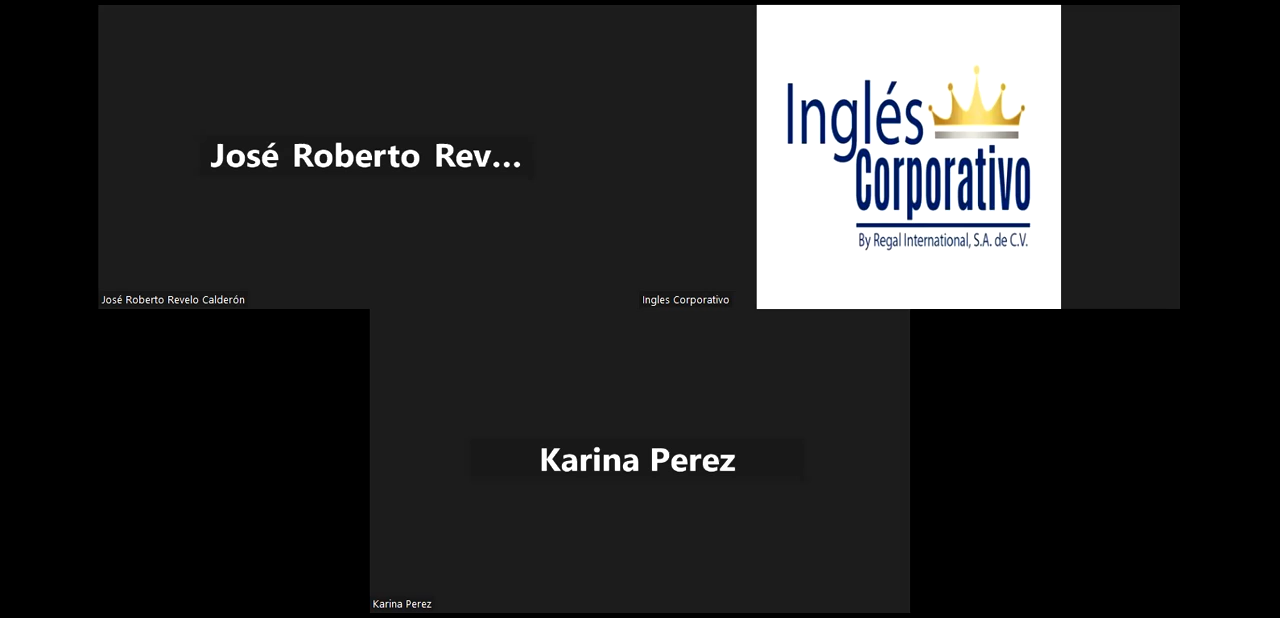 José Roberto Rev...
José Roberto Revelo Calderón
Inglés
Corporativo
By Regal International, S.A. de C.V.
Ingles Corporativo
Karina Perez
Karina Perez